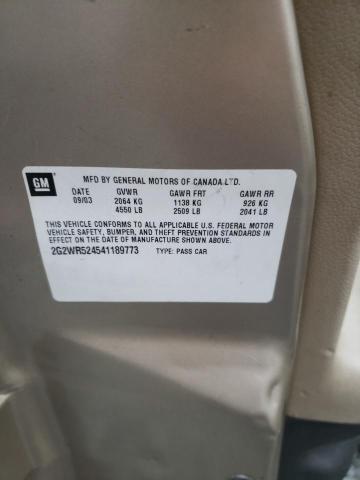 GM
MFD BY GENERAL MOTORS OF CANADA LTD.
DATE GVWR GAWR FRT GAWR RR
09/03 2064 KG 1138 KG 926 KG
4550 LB 2509 LB 2041 LB
THIS VEHICLE CONFORMS TO ALL APPLICABLE U.S. FEDERAL MOTOR
VEHICLE SAFETY, BUMPER, AND THEFT PREVENTION STANDARDS IN
EFFECT ON THE DATE OF MANUFACTURE SHOWN ABOVE.
2G2WR524541189773 TYPE: PASS CAR